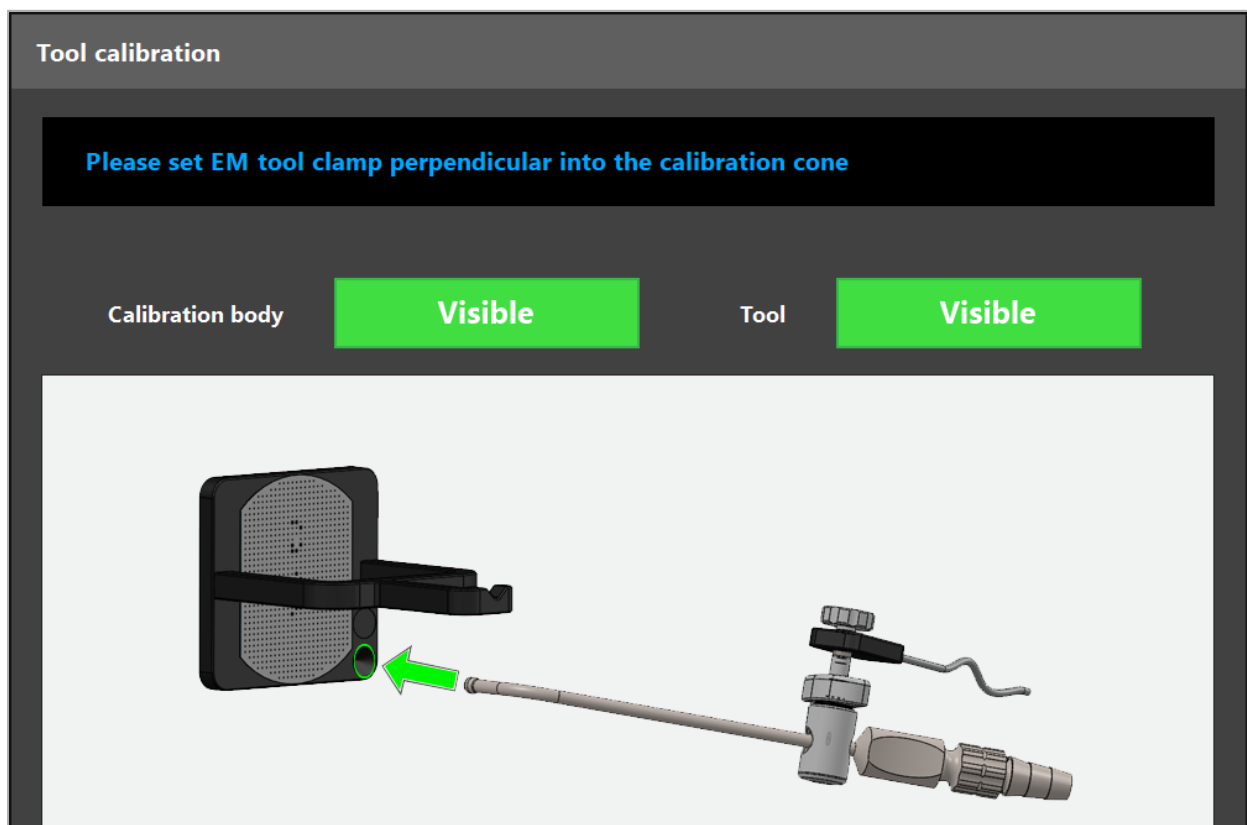 Tool calibration
Please set EM tool clamp perpendicular into the calibration cone
Calibration body
Visible
Tool
Visible